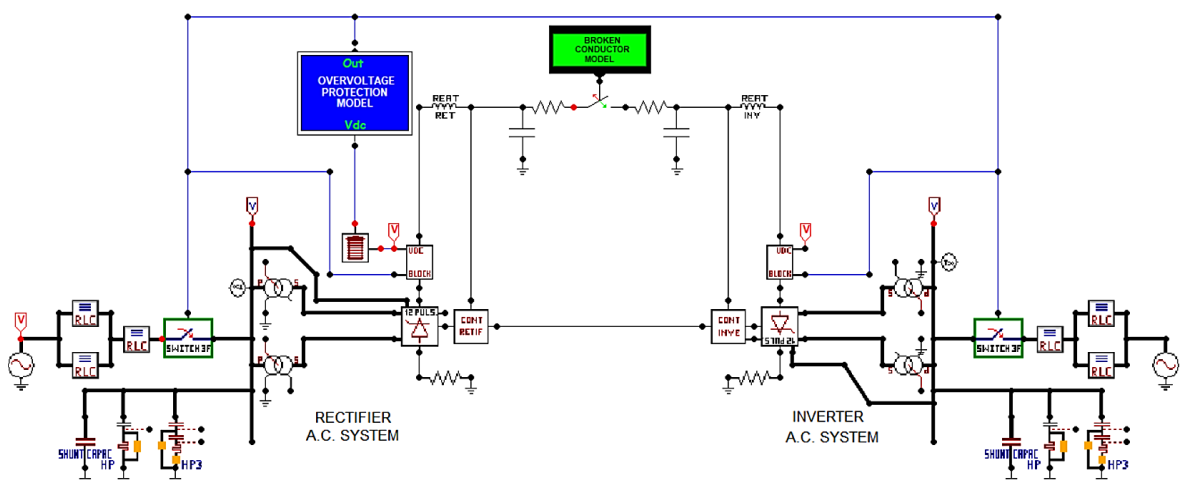 BROKEN
CONDUCTOR
MODEL
Out
OVERVOLTAGE
PROTECTION
MODEL
Vdc
REAT
RET
REAT
INV
V
V
V
V
V
VDC
BLOCK
VDC
BLOCK
P S
S P
12 PULS
CONT
RETIF
CONT
INVE
12 PULS
RLC
RLC
RLC
SWITCH 3F
SWITCH 3F
RLC
RLC
RLC
P S
S P
RECTIFIER
A.C. SYSTEM
INVERTER
A.C. SYSTEM
SHUNT CAPAC
HP
HP3
SHUNT CAPAC
HP
HP3